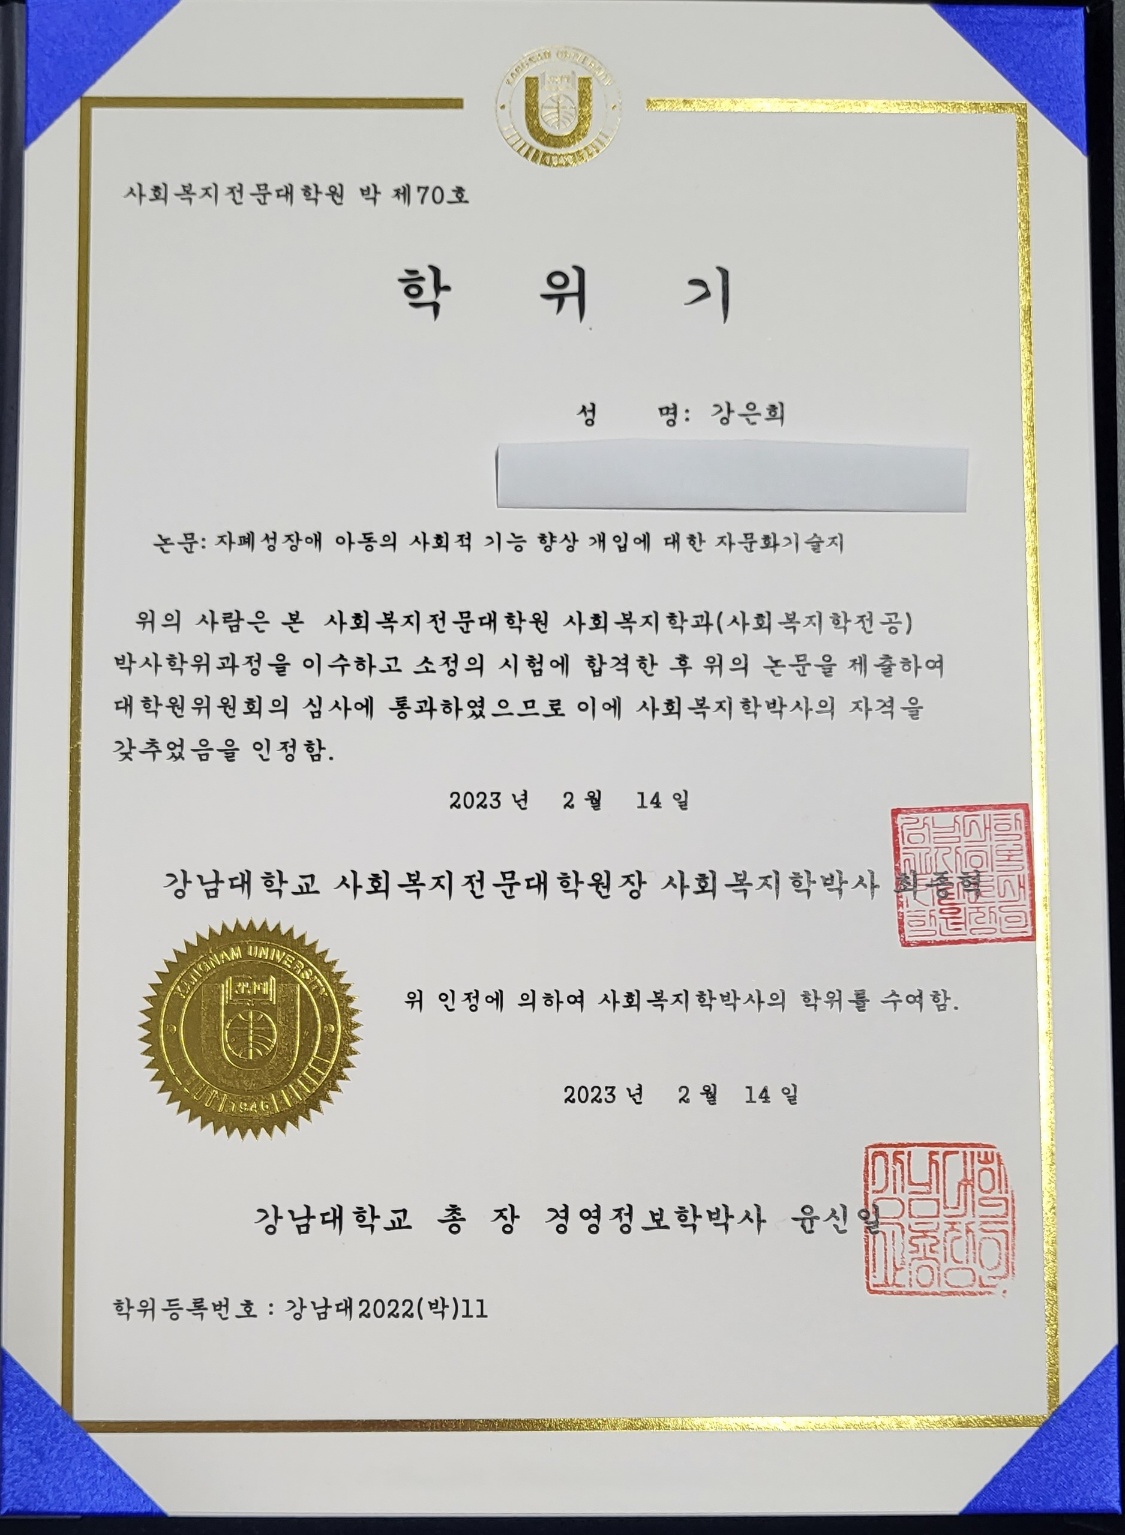 KANGNAM UNIVERSITY
1946
사회복지전문대학원 박 제70호
학 위 기
성 명: 강은희
논문: 자폐성장애 아동의 사회적 기능 향상 개입에 대한 자문화기술지
위의 사람은 본 사회복지전문대학원 사회복지학과(사회복지학전공)
박사학위과정을 이수하고 소정의 시험에 합격한 후 위의 논문을 제출하여
대학원위원회의 심사에 통과하였으므로 이에 사회복지학박사의 자격을
갖추었음을 인정함.
2023 년 2 월 14 일
강남대학교 사회복지전문대학원장 사회복지학박사 최종혁
KANGNAM UNIVERSITY
강남대
1946
위 인정에 의하여 사회복지학박사의 학위를 수여함.
2023 년 2 월 14 일
강남대학교 총 장 경영정보학박사 윤신일
학위등록번호 : 강남대2022(박)11